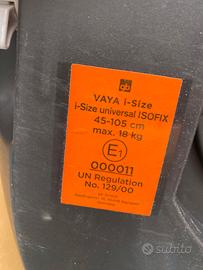 gb
VAYA i-Size
i-Size universal ISOFIX
45-105 cm
max. 18 kg
E1
000011
UN Regulation
No. 129/00
Germany
subito